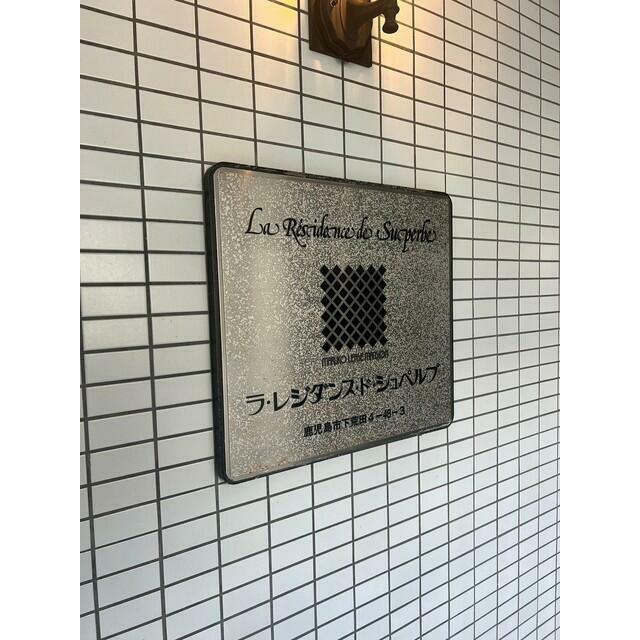 La Résidence de Superbe
ラ・レジダンス・ド・シュペルブ
鹿児島市下荒田4-48-3